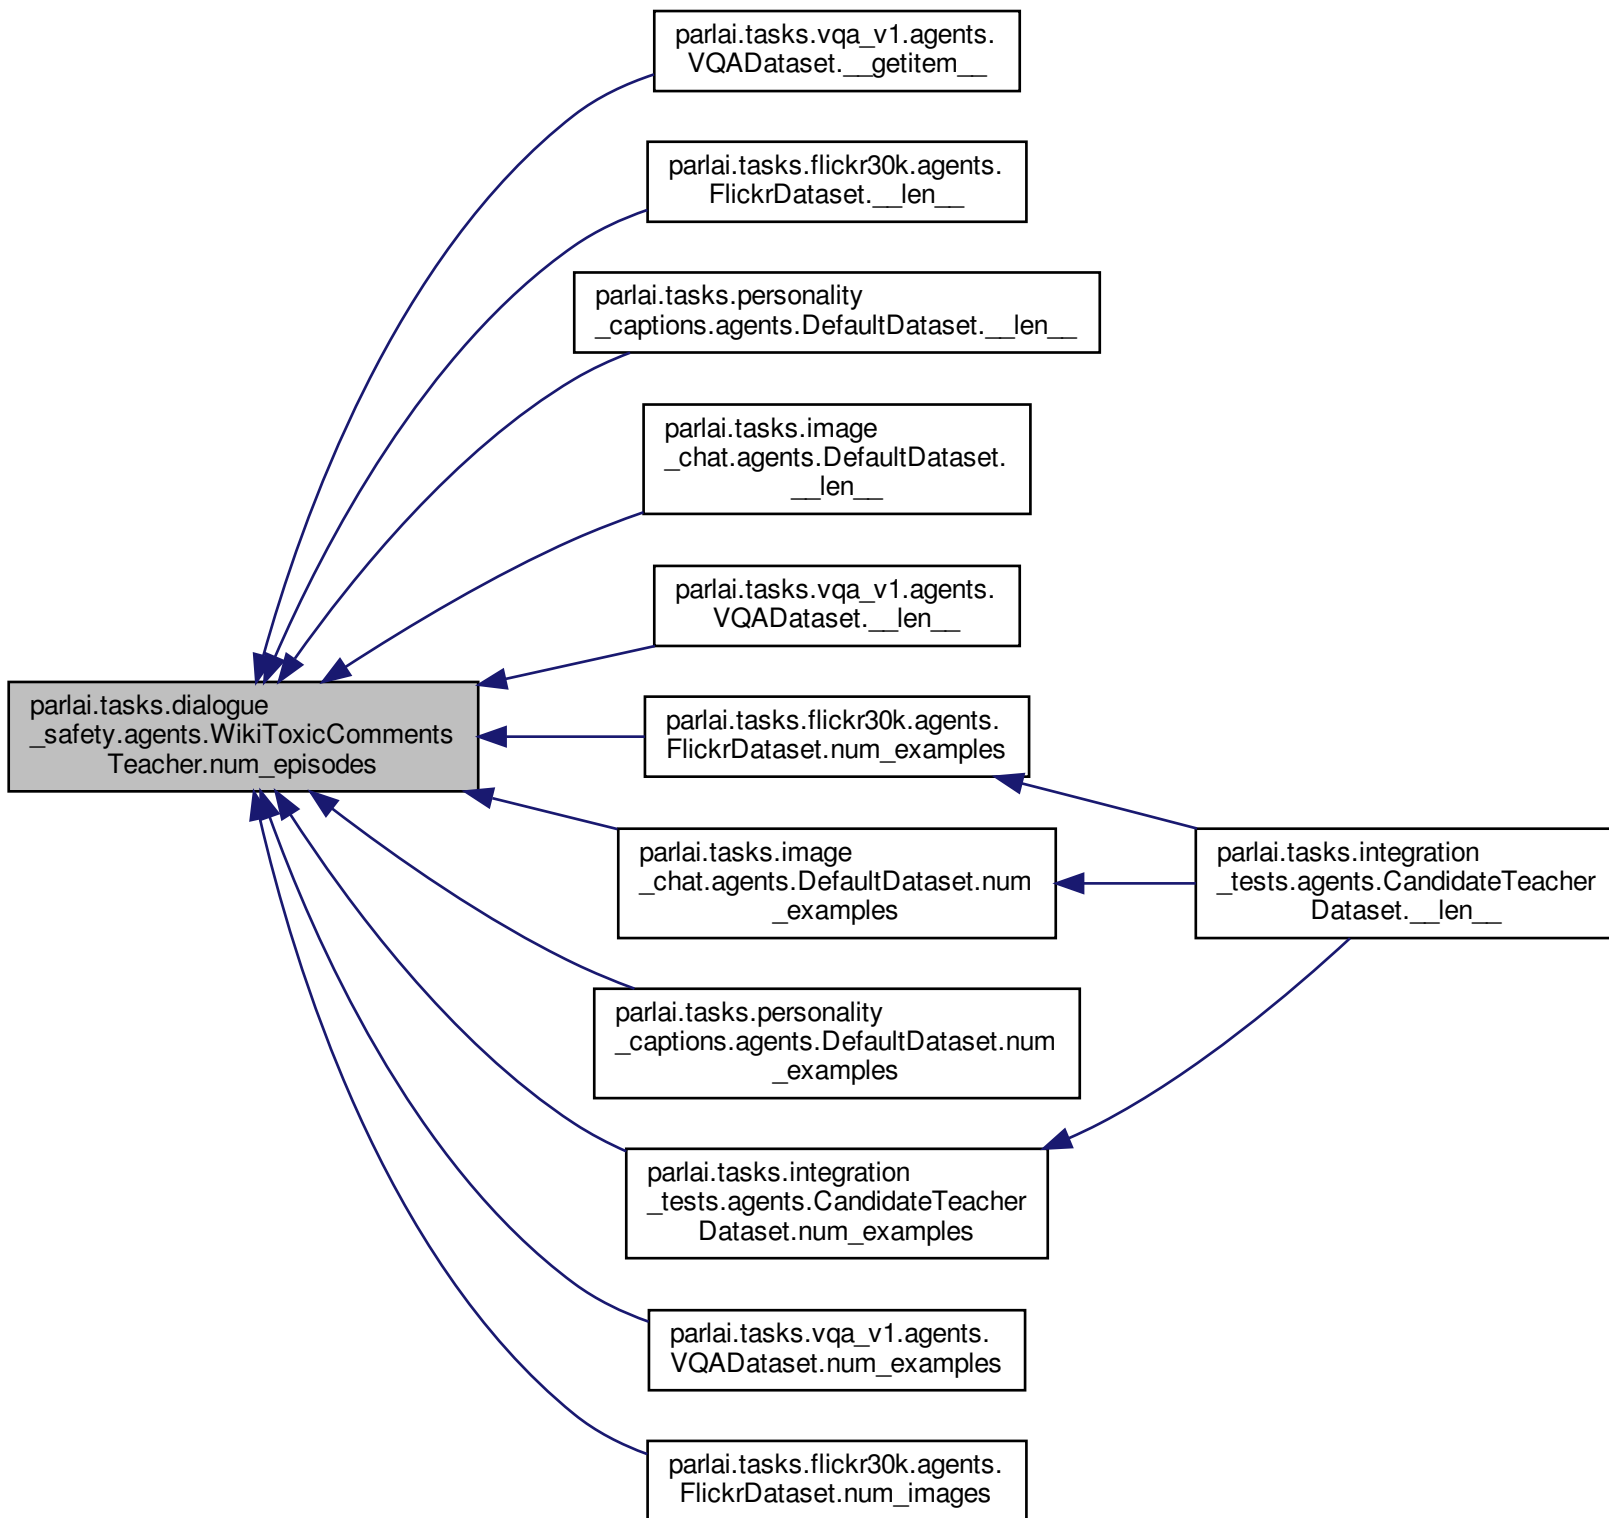 parlai.tasks.vqa_v1.agents.
VQADataset.__getitem__
parlai.tasks.flickr30k.agents.
FlickrDataset.__len__
parlai.tasks.personality
_captions.agents.DefaultDataset.__len__
parlai.tasks.image
_chat.agents.DefaultDataset.
__len__
parlai.tasks.vqa_v1.agents.
VQADataset.__len__
parlai.tasks.dialogue
_safety.agents.WikiToxicComments
Teacher.num_episodes
parlai.tasks.flickr30k.agents.
FlickrDataset.num_examples
parlai.tasks.image
_chat.agents.DefaultDataset.num
_examples
parlai.tasks.integration
_tests.agents.CandidateTeacher
Dataset.__len__
parlai.tasks.personality
_captions.agents.DefaultDataset.num
_examples
parlai.tasks.integration
_tests.agents.CandidateTeacher
Dataset.num_examples
parlai.tasks.vqa_v1.agents.
VQADataset.num_examples
parlai.tasks.flickr30k.agents.
FlickrDataset.num_images